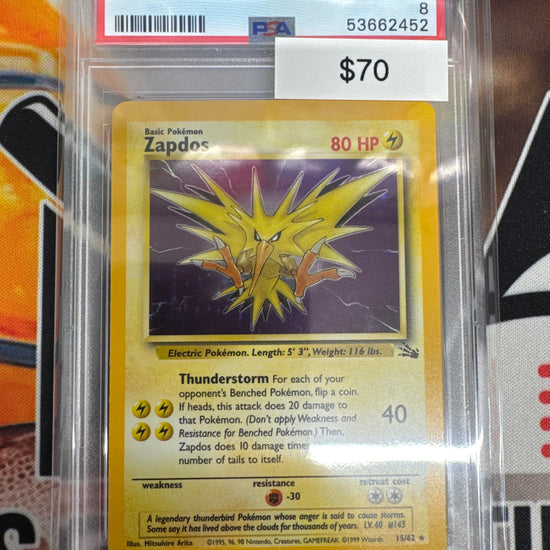 8
PSA
53662452
$70
Basic Pokémon
Zapdos
80 HP
Electric Pokémon. Length: 5' 3", Weight: 116 lbs.
Thunderstorm For each of your
opponent's Benched Pokémon, flip a coin.
If heads, this attack does 20 damage to
that Pokémon. (Don't apply Weakness and
Resistance for Benched Pokémon.) Then,
Zapdos does 10 damage times
number of tails to itself.
40
weakness
resistance
retreat cost
-30
A legendary thunderbird Pokémon whose anger is said to cause storms.
Some say it has lived above the clouds for thousands of years. LV. 40 #145
Illus. Mitsuhiro Arita
©1995, 96, 98 Nintendo, Creatures, GAMEFREAK. ©1999 Wizards.
15/62 ★